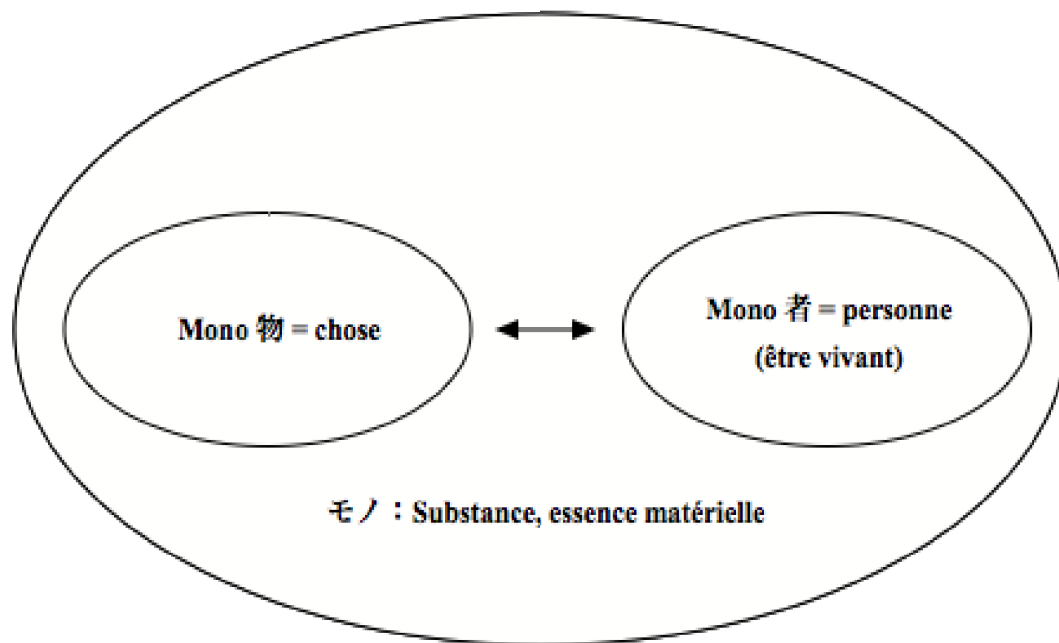 Mono 物 = chose
Mono 者 = personne
(être vivant)
モノ：Substance, essence matérielle